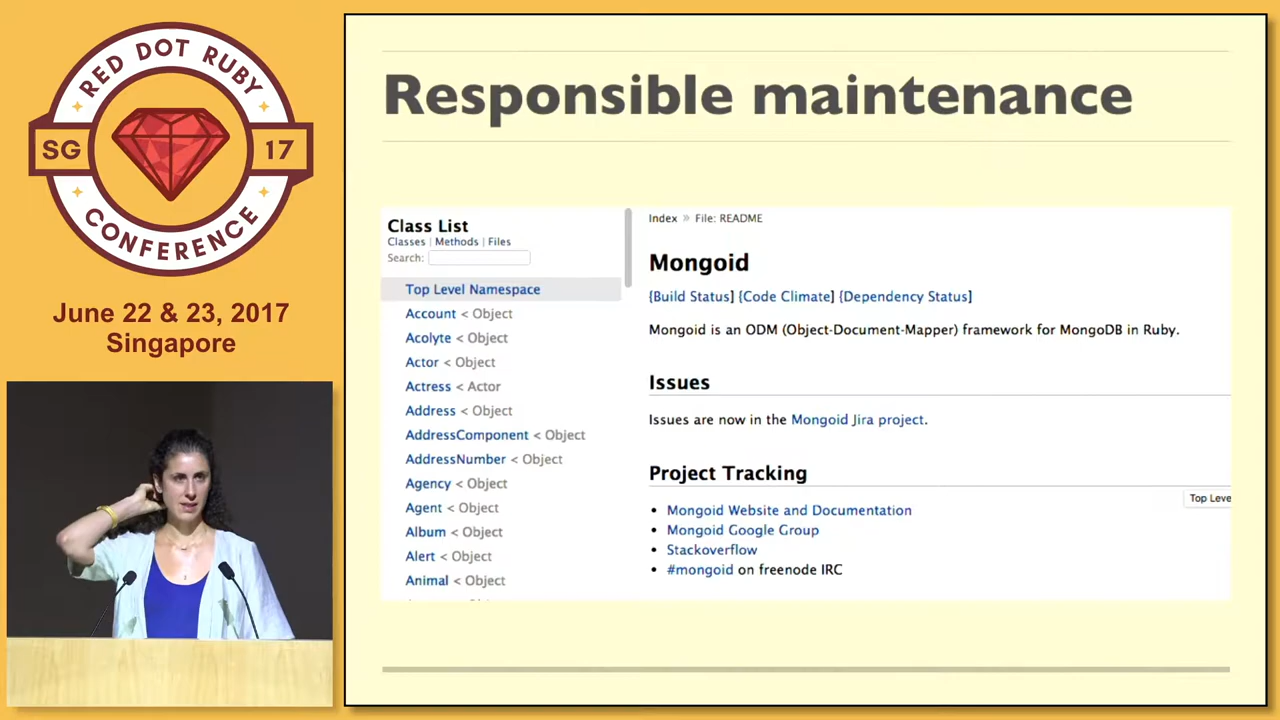 RED DOT RUBY
SG 17
CONFERENCE
June 22 & 23, 2017
Singapore
Responsible maintenance
Class List
Classes | Methods | Files
Search:
Top Level Namespace
Account < Object
Acolyte < Object
Actor < Object
Actress < Actor
Address < Object
AddressComponent < Object
AddressNumber < Object
Agency < Object
Agent < Object
Album < Object
Alert < Object
Animal < Object
Index » File: README
Mongoid
[Build Status] [Code Climate] [Dependency Status]
Mongoid is an ODM (Object-Document-Mapper) framework for MongoDB in Ruby.
Issues
Issues are now in the Mongoid Jira project.
Project Tracking
Top Leve
• Mongoid Website and Documentation
• Mongoid Google Group
• Stackoverflow
• #mongoid on freenode IRC